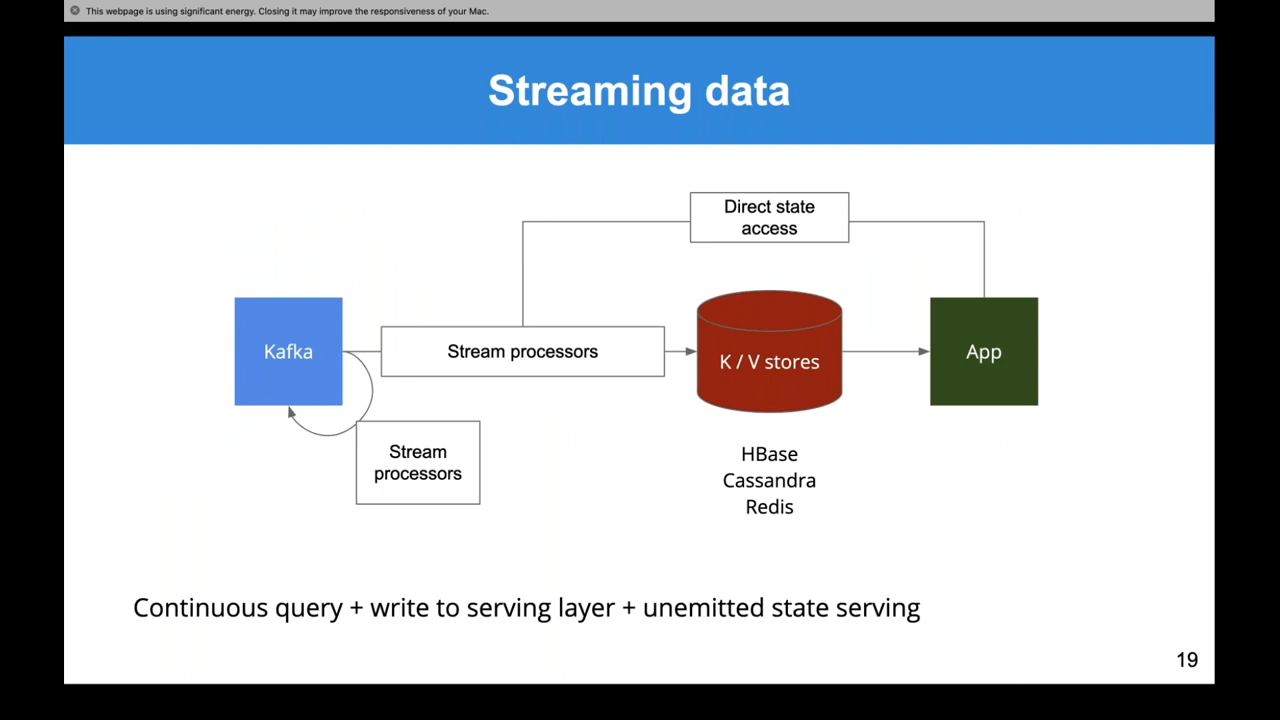 This webpage is using significant energy. Closing it may improve the responsiveness of your Mac.
Streaming data
Direct state
access
Kafka
Stream processors
K / V stores
App
Stream
processors
HBase
Cassandra
Redis
Continuous query + write to serving layer + unemitted state serving
19